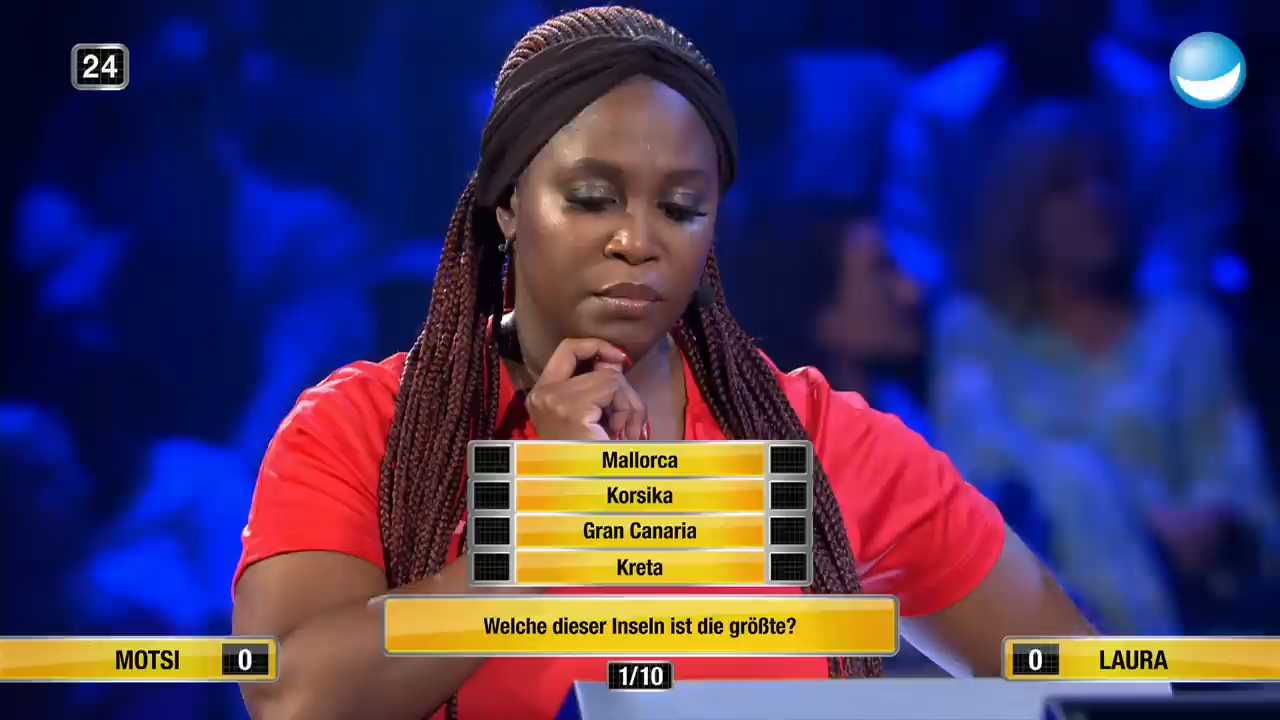 24
Mallorca
Korsika
Gran Canaria
Kreta
Welche dieser Inseln ist die größte?
MOTSI 0
0 LAURA
1/10